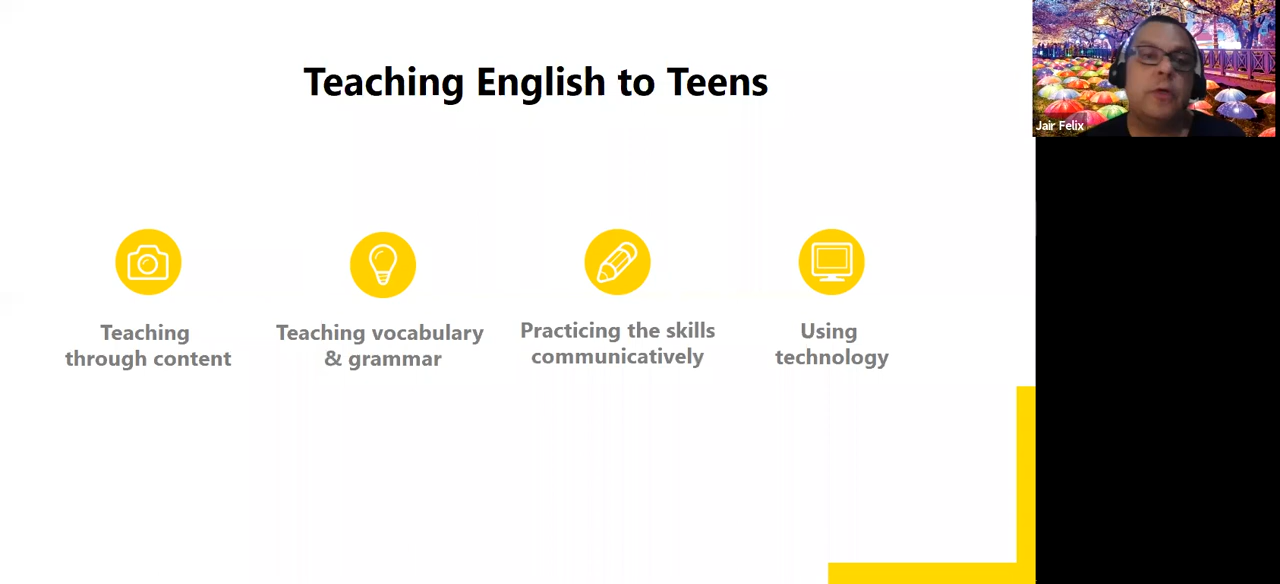 Teaching English to Teens
Jair Felix
Teaching
through content
Teaching vocabulary
& grammar
Practicing the skills
communicatively
Using
technology